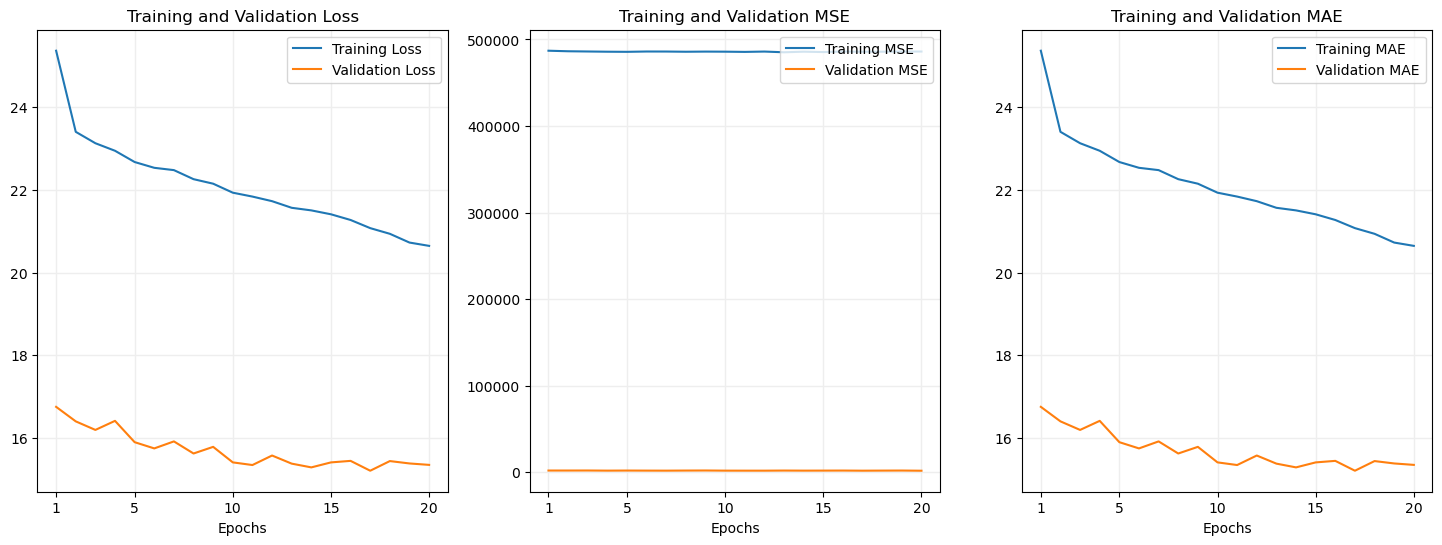 Training and Validation Loss
Training Loss
Validation Loss
24
22
20
18
16
1 5 10 15 20
Epochs
Training and Validation MSE
Training MSE
Validation MSE
500000
400000
300000
200000
100000
0
1 5 10 15 20
Epochs
Training and Validation MAE
Training MAE
Validation MAE
24
22
20
18
16
1 5 10 15 20
Epochs